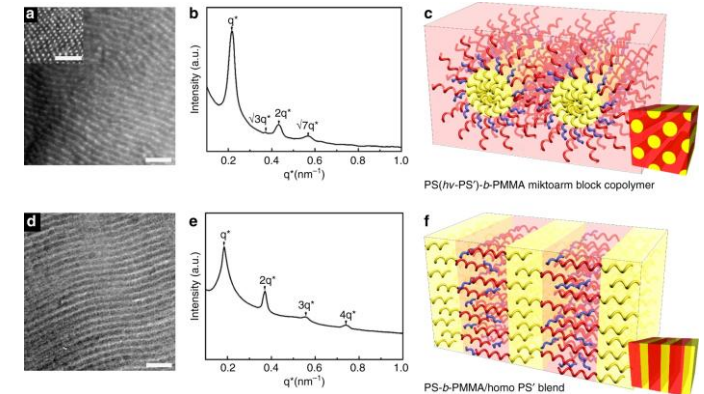 a
b
c
q*
√3q*
2q*
√7q*
Intensity (a.u.)
0.2 0.4 0.6 0.8 1.0
q*(nm⁻¹)
PS(hv-PS′)-b-PMMA miktoarm block copolymer
d
e
f
q*
2q*
3q*
4q*
Intensity (a.u.)
0.2 0.4 0.6 0.8 1.0
q*(nm⁻¹)
PS-b-PMMA/homo PS′ blend